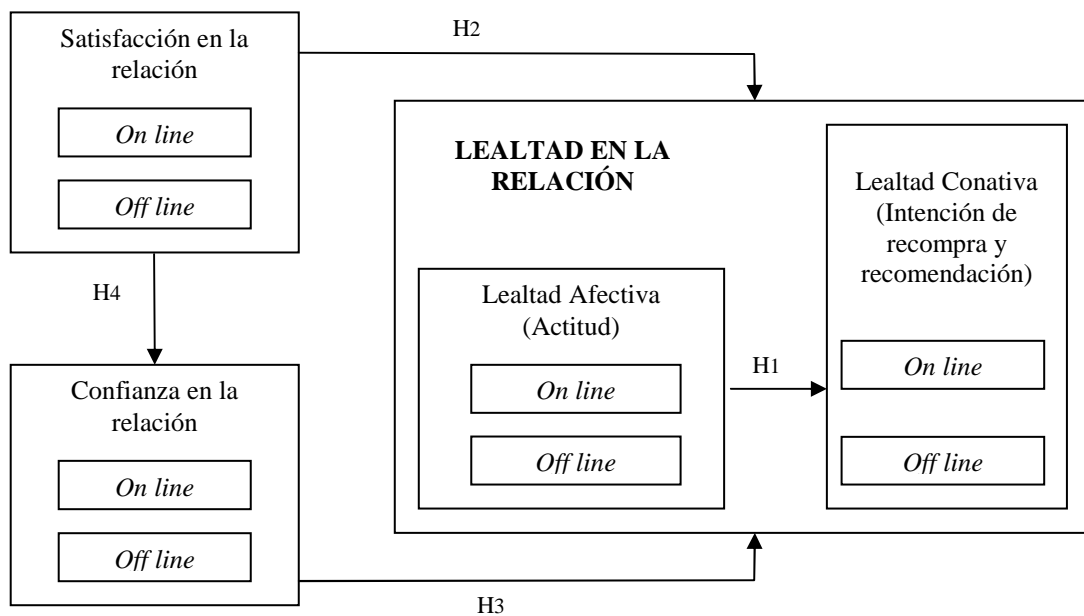 Satisfacción en la
relación
On line
Off line
H4
Confianza en la
relación
On line
Off line
H2
H3
LEALTAD EN LA
RELACIÓN
Lealtad Afectiva
(Actitud)
On line
Off line
H1
Lealtad Conativa
(Intención de
recompra y
recomendación)
On line
Off line